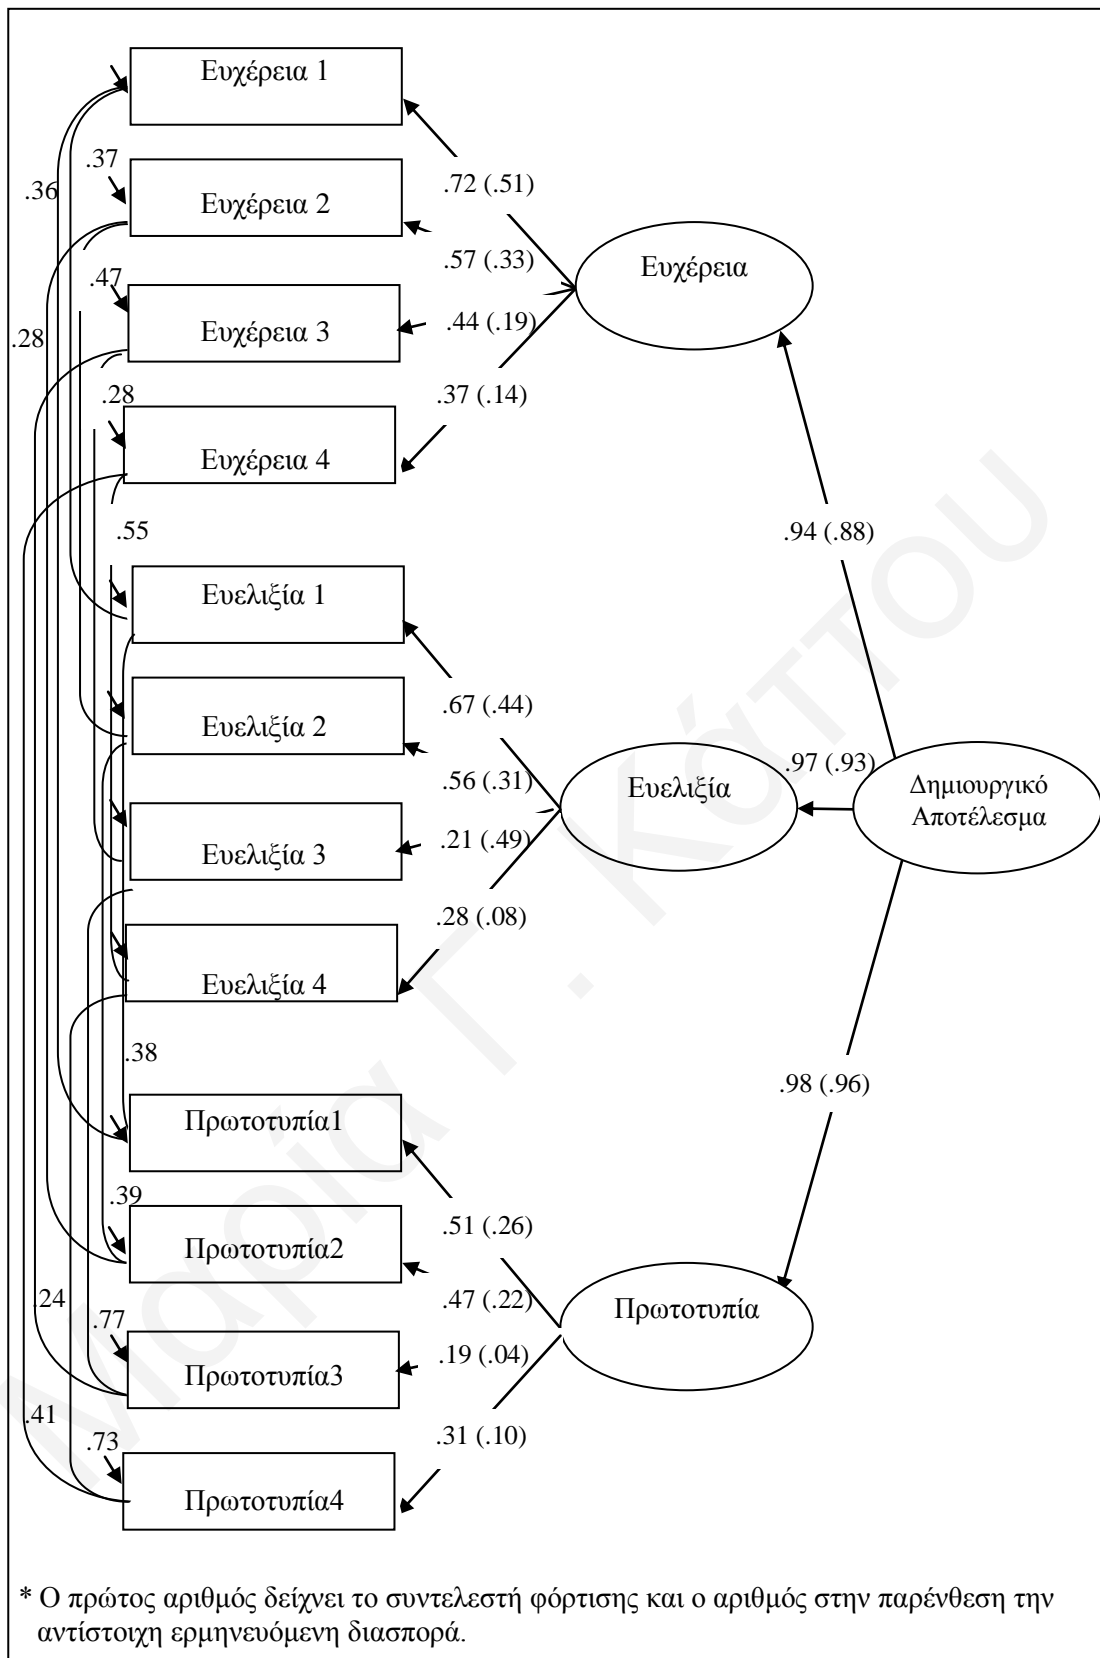 Ευχέρεια 1
.37
.36
.72 (.51)
Ευχέρεια 2
.57 (.33)
Ευχέρεια
.47
.28
Ευχέρεια 3
.44 (.19)
.28
.37 (.14)
Ευχέρεια 4
.55
.94 (.88)
Ευελιξία 1
.67 (.44)
Ευελιξία 2
.56 (.31)
Ευελιξία
.97 (.93)
Δημιουργικό
Αποτέλεσμα
Ευελιξία 3
.21 (.49)
.28 (.08)
Ευελιξία 4
.38
.98 (.96)
Πρωτοτυπία1
.39
.51 (.26)
Πρωτοτυπία2
.47 (.22)
Πρωτοτυπία
.24
.77
.19 (.04)
Πρωτοτυπία3
.41
.73
.31 (.10)
Πρωτοτυπία4
* Ο πρώτος αριθμός δείχνει το συντελεστή φόρτισης και ο αριθμός στην παρένθεση την
αντίστοιχη ερμηνευόμενη διασπορά.
Μαρία Γ. Κάττου